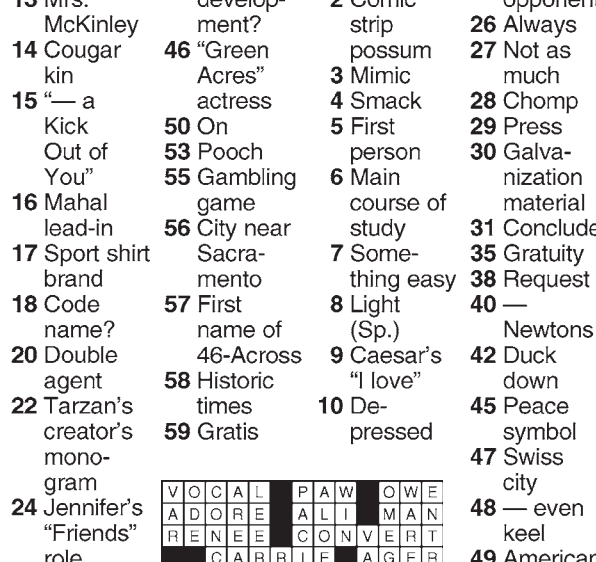 13 Mrs.
McKinley
14 Cougar
kin
15 "— a
Kick
Out of
You"
16 Mahal
lead-in
17 Sport shirt
brand
18 Code
name?
20 Double
agent
22 Tarzan's
creator's
mono-
gram
24 Jennifer's
"Friends"
role
develop-
ment?
46 "Green
Acres"
actress
50 On
53 Pooch
55 Gambling
game
56 City near
Sacra-
mento
57 First
name of
46-Across
58 Historic
times
59 Gratis
2 Comic
strip
possum
3 Mimic
4 Smack
5 First
person
6 Main
course of
study
7 Some-
thing easy
8 Light
(Sp.)
9 Caesar's
"I love"
10 De-
pressed
opponent
26 Always
27 Not as
much
28 Chomp
29 Press
30 Galva-
nization
material
31 Conclude
35 Gratuity
38 Request
40 —
Newtons
42 Duck
down
45 Peace
symbol
47 Swiss
city
48 — even
keel
49 American
VOCAL PAW OWE
ADORE ALI MAN
RENEE CONVERT
CARRIE AGER